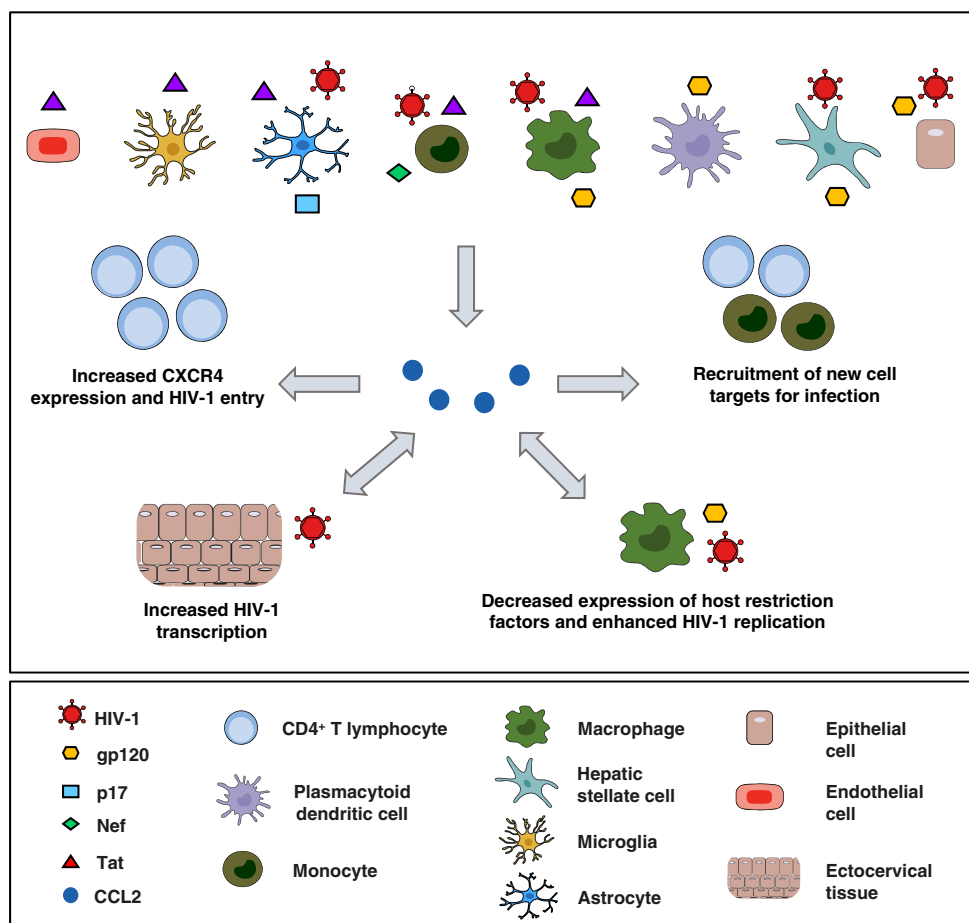 Increased CXCR4
expression and HIV-1 entry
Recruitment of new cell
targets for infection
Increased HIV-1
transcription
Decreased expression of host restriction
factors and enhanced HIV-1 replication
HIV-1
gp120
p17
Nef
Tat
CCL2
CD4⁺ T lymphocyte
Plasmacytoid
dendritic cell
Monocyte
Macrophage
Hepatic
stellate cell
Microglia
Astrocyte
Epithelial
cell
Endothelial
cell
Ectocervical
tissue